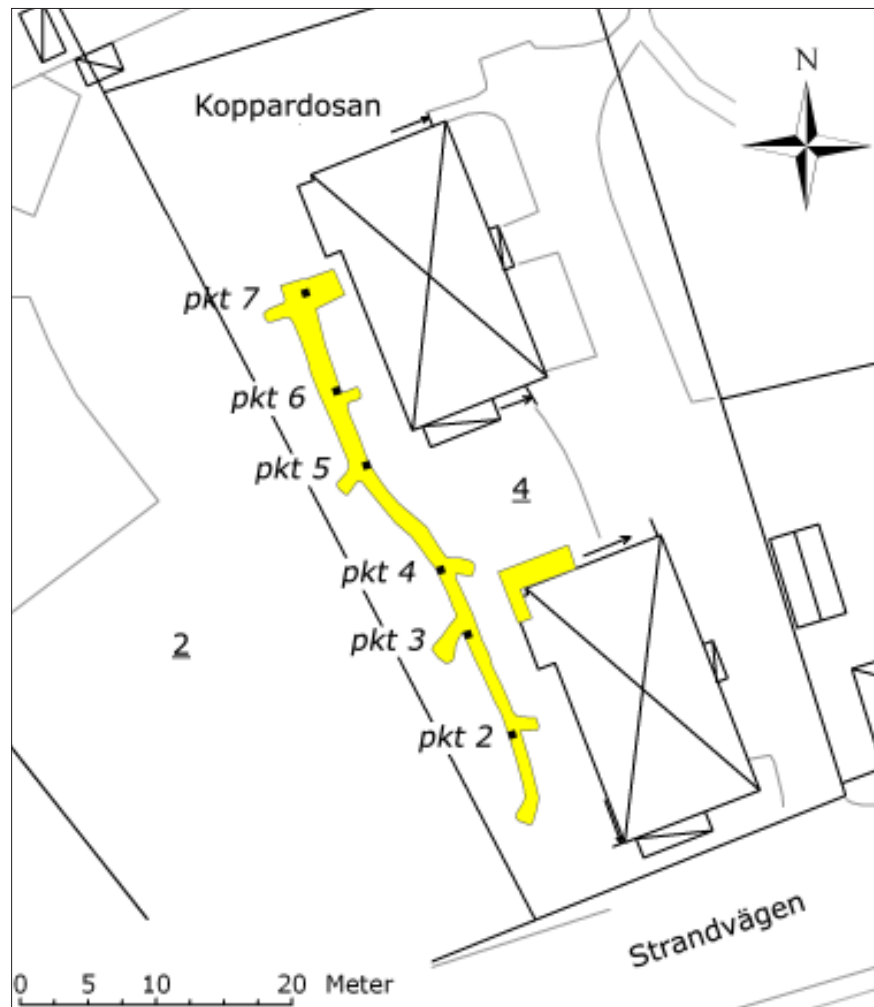 N
Koppardosan
pkt 7
pkt 6
pkt 5
4
pkt 4
2
pkt 3
pkt 2
Strandvägen
0 5 10 20 Meter